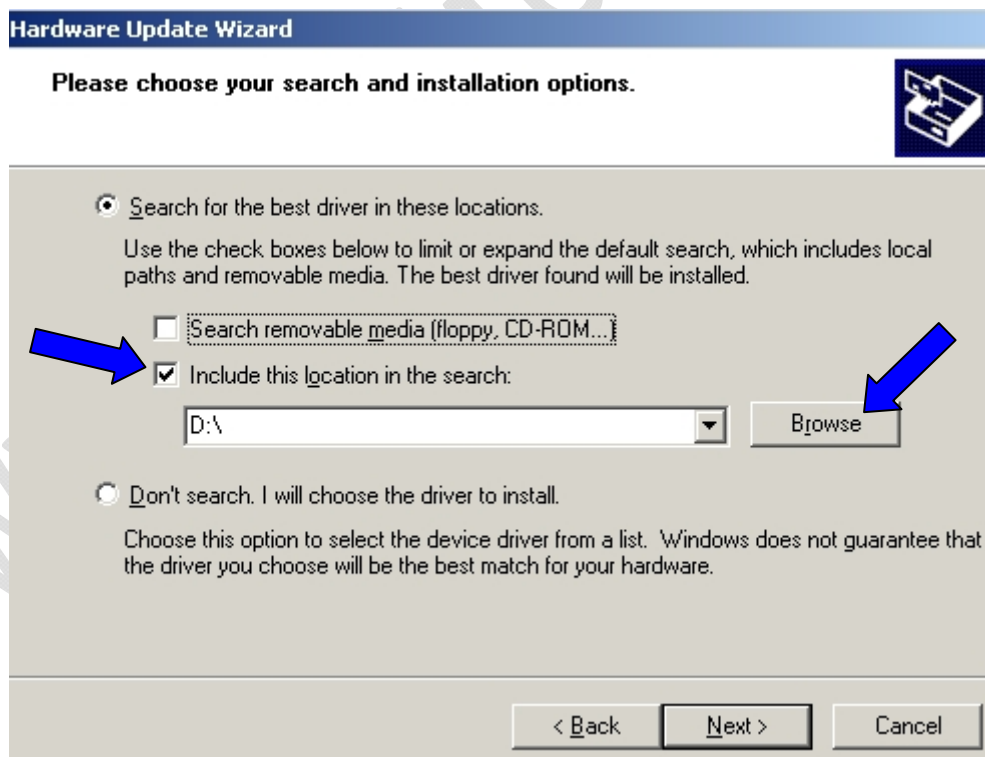 Hardware Update Wizard
Please choose your search and installation options.
Search for the best driver in these locations.
Use the check boxes below to limit or expand the default search, which includes local
paths and removable media. The best driver found will be installed.
Search removable media (floppy, CD-ROM...)
Include this location in the search:
D:\
Browse
Don't search. I will choose the driver to install.
Choose this option to select the device driver from a list. Windows does not guarantee that
the driver you choose will be the best match for your hardware.
< Back
Next >
Cancel